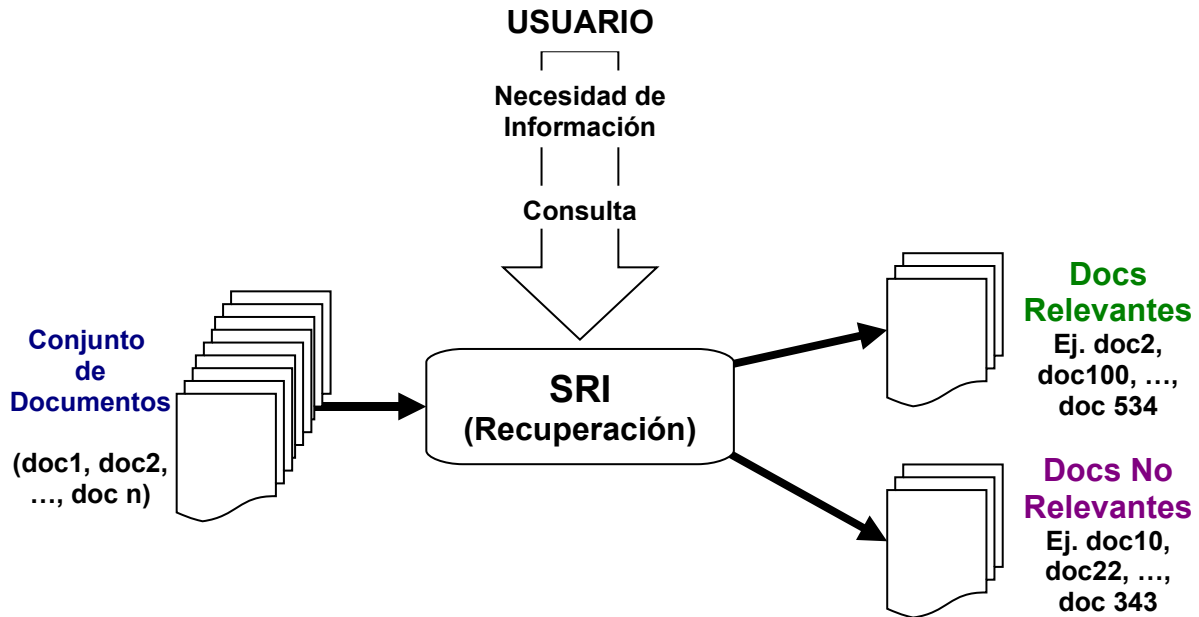 USUARIO
Necesidad de
Información
Consulta
Conjunto
de
Documentos
(doc1, doc2,
…, doc n)
SRI
(Recuperación)
Docs
Relevantes
Ej. doc2,
doc100, …,
doc 534
Docs No
Relevantes
Ej. doc10,
doc22, …,
doc 343